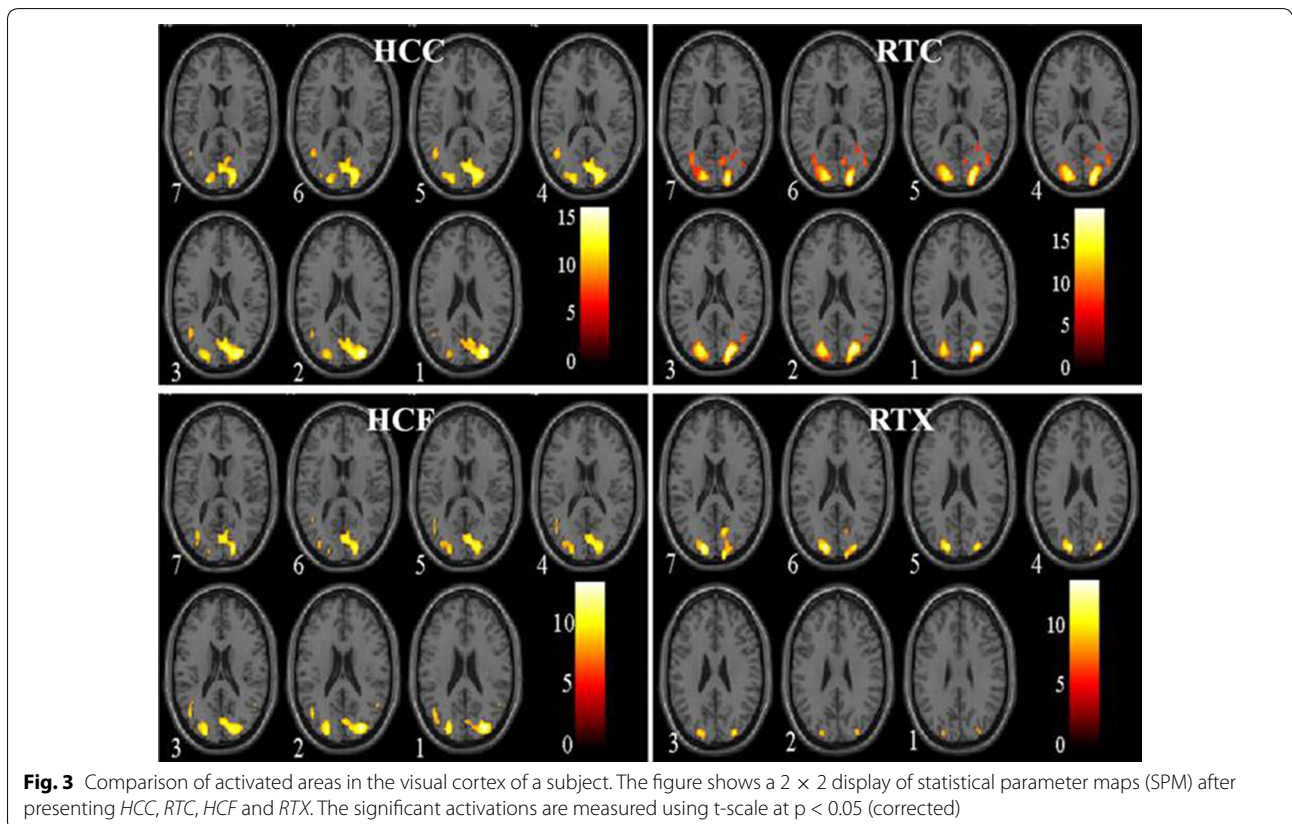 HCC
7 6 5 4
15
10
5
0
3 2 1
RTC
7 6 5 4
15
10
5
0
3 2 1
HCF
7 6 5 4
10
5
0
3 2 1
RTX
7 6 5 4
10
5
0
3 2 1
Fig. 3 Comparison of activated areas in the visual cortex of a subject. The figure shows a 2 × 2 display of statistical parameter maps (SPM) after
presenting HCC, RTC, HCF and RTX. The significant activations are measured using t-scale at p < 0.05 (corrected)